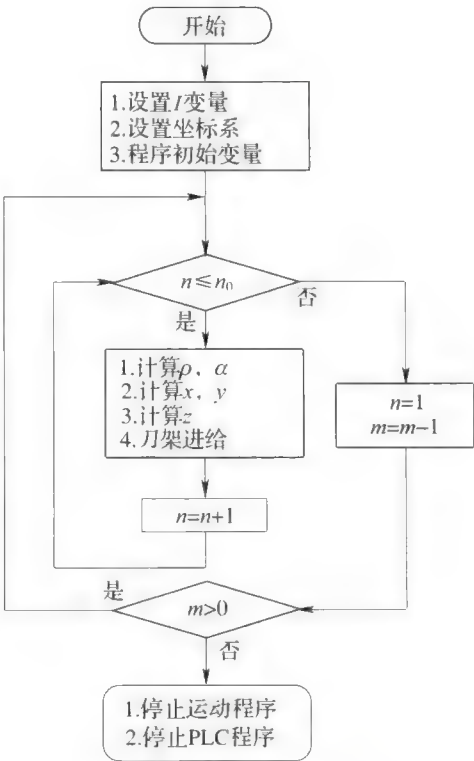 开始
1.设置I变量
2.设置坐标系
3.程序初始变量
n≤n₀
否
是
1.计算ρ，α
2.计算x，y
3.计算z
4.刀架进给
n=1
m=m−1
n=n+1
是
m>0
否
1.停止运动程序
2.停止PLC程序